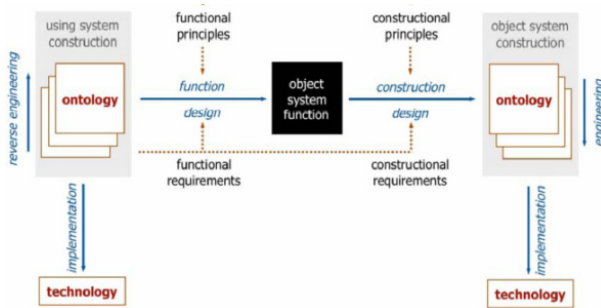 using system
construction
ontology
reverse engineering
implementation
technology
functional
principles
function
design
functional
requirements
object
system
function
constructional
principles
construction
design
constructional
requirements
object system
construction
ontology
engineering
implementation
technology